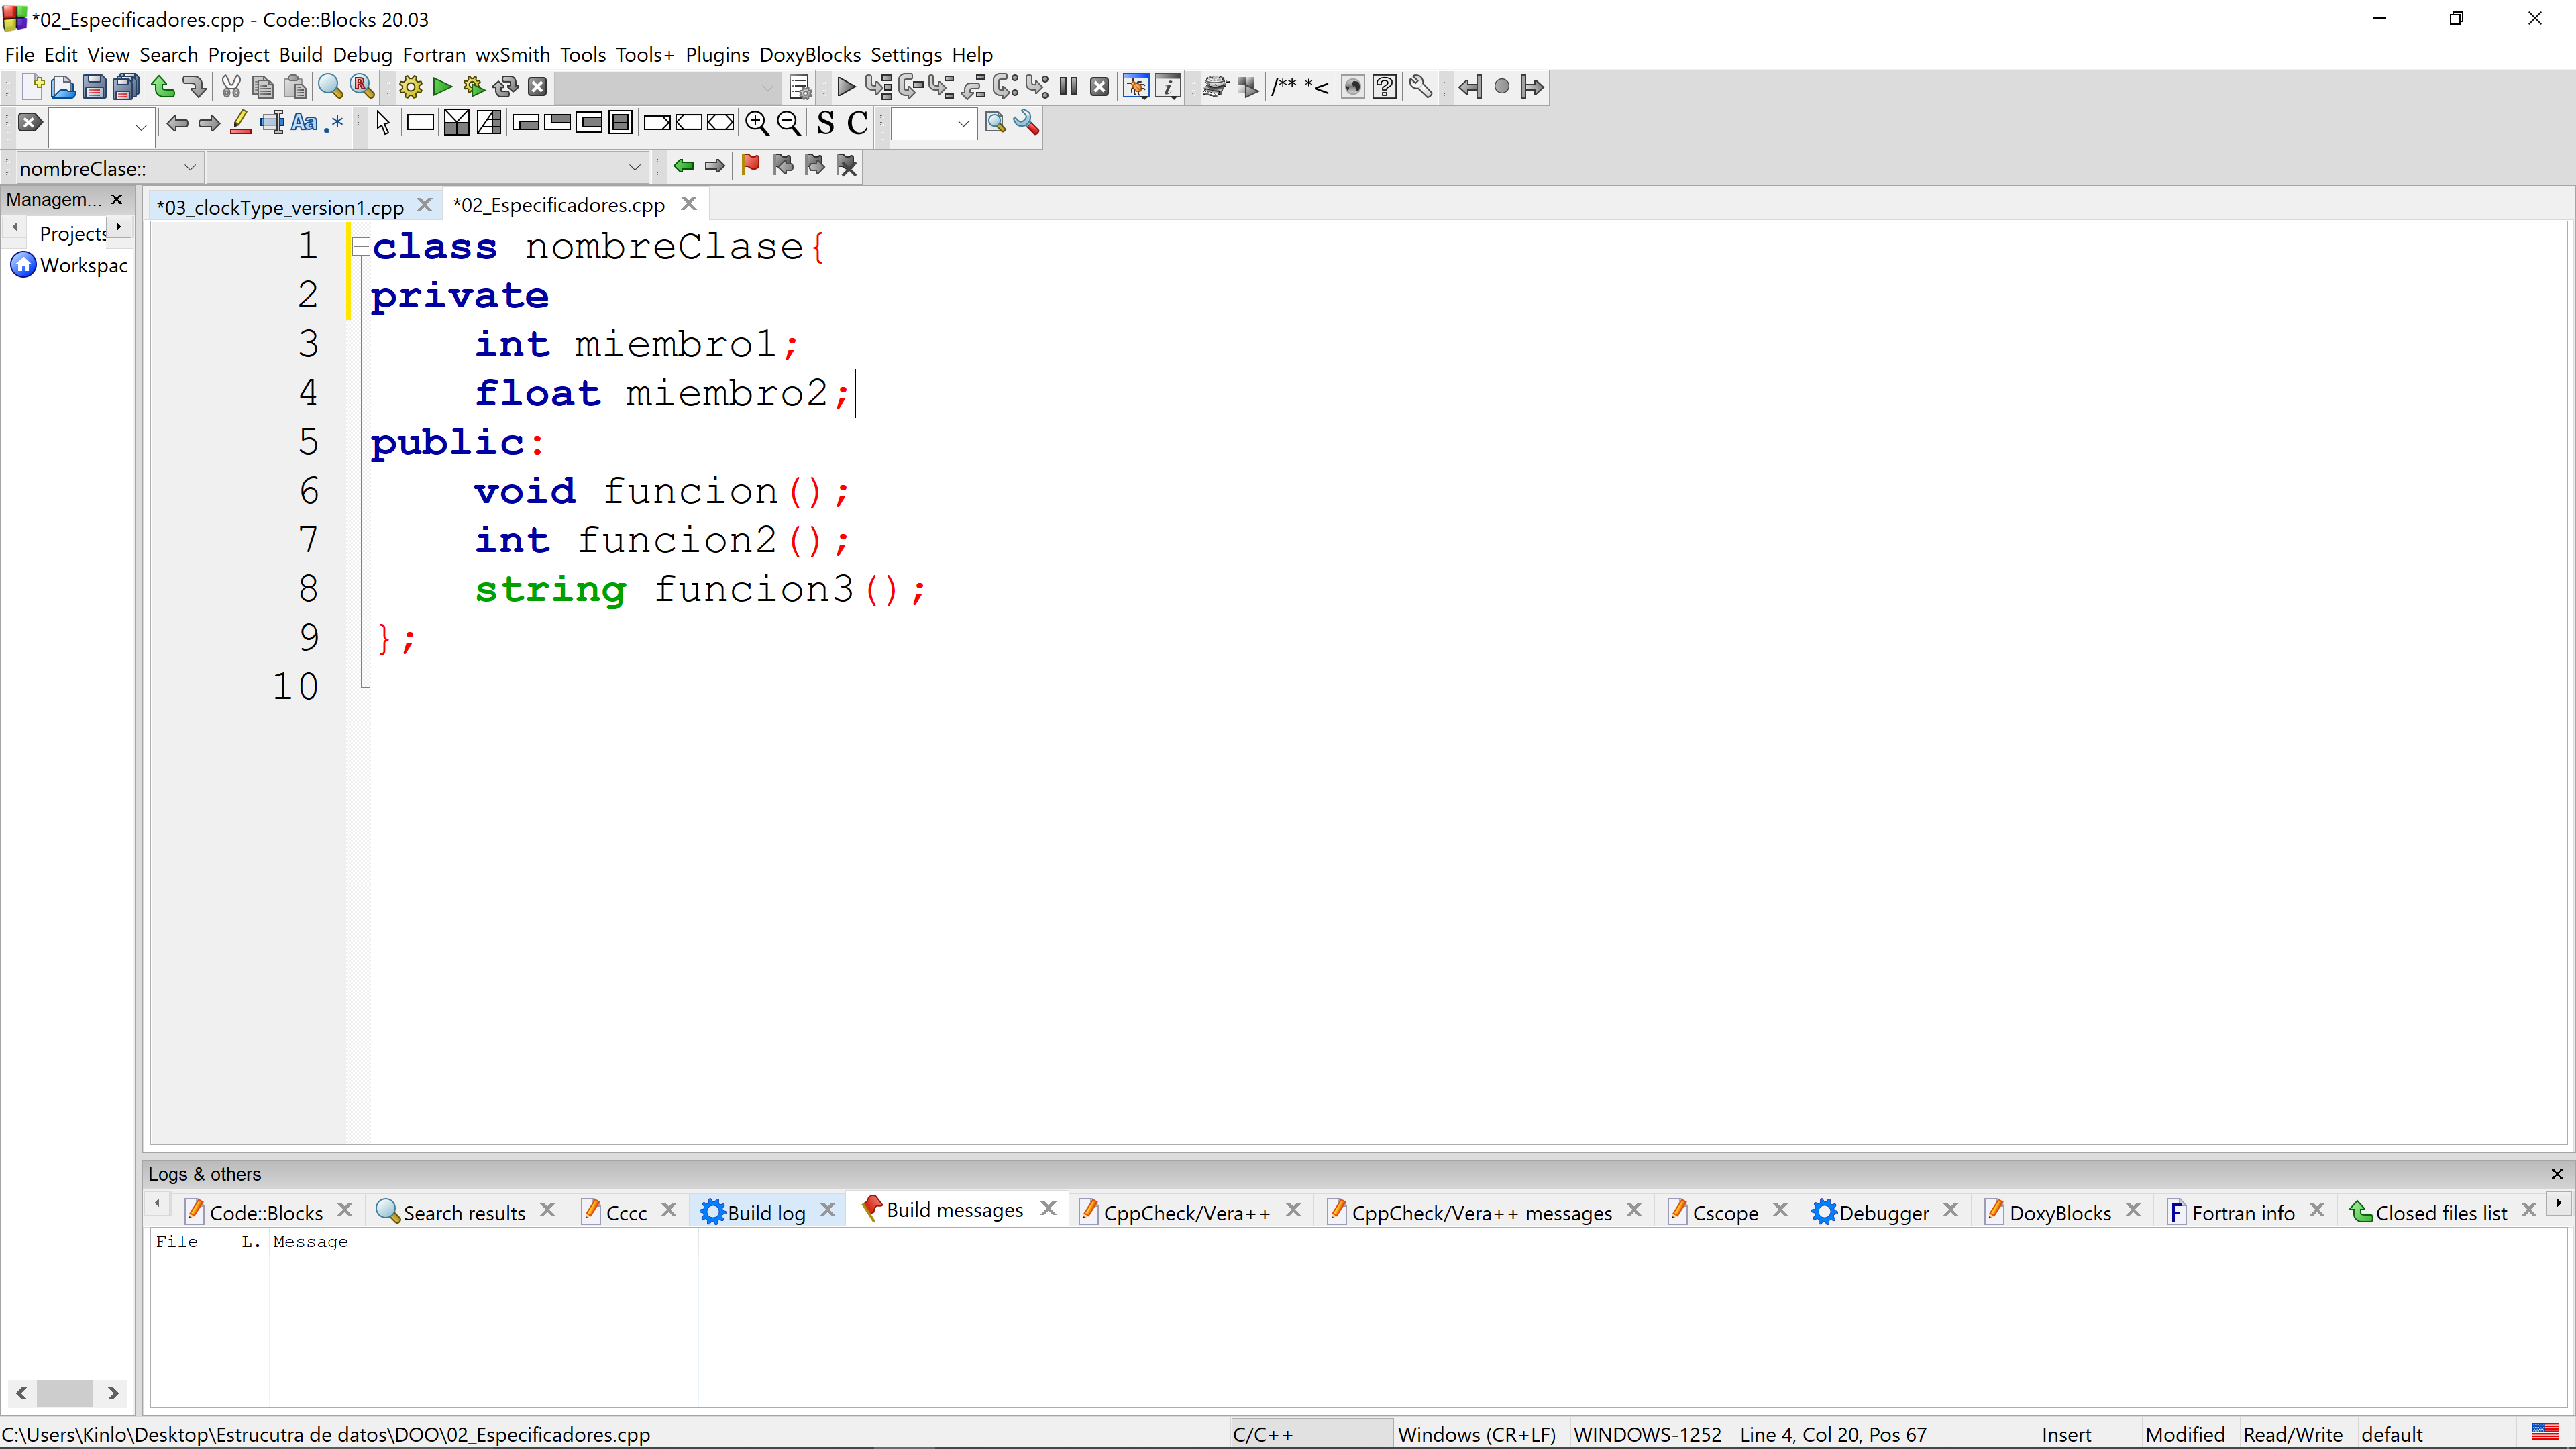 *02_Especificadores.cpp - Code::Blocks 20.03
File Edit View Search Project Build Debug Fortran wxSmith Tools Tools+ Plugins DoxyBlocks Settings Help
/** *<
Aa .* S C
nombreClase::
Managem...
Projects
Workspac
*03_clockType_version1.cpp *02_Especificadores.cpp
1 class nombreClase{
2 private
3 int miembro1;
4 float miembro2;
5 public:
6 void funcion();
7 int funcion2();
8 string funcion3();
9 };
10
Logs & others
Code::Blocks Search results Cccc Build log Build messages CppCheck/Vera++ CppCheck/Vera++ messages Cscope Debugger DoxyBlocks Fortran info Closed files list
File L. Message
C:\Users\Kinlo\Desktop\Estrucutra de datos\DOO\02_Especificadores.cpp C/C++ Windows (CR+LF) WINDOWS-1252 Line 4, Col 20, Pos 67 Insert Modified Read/Write default